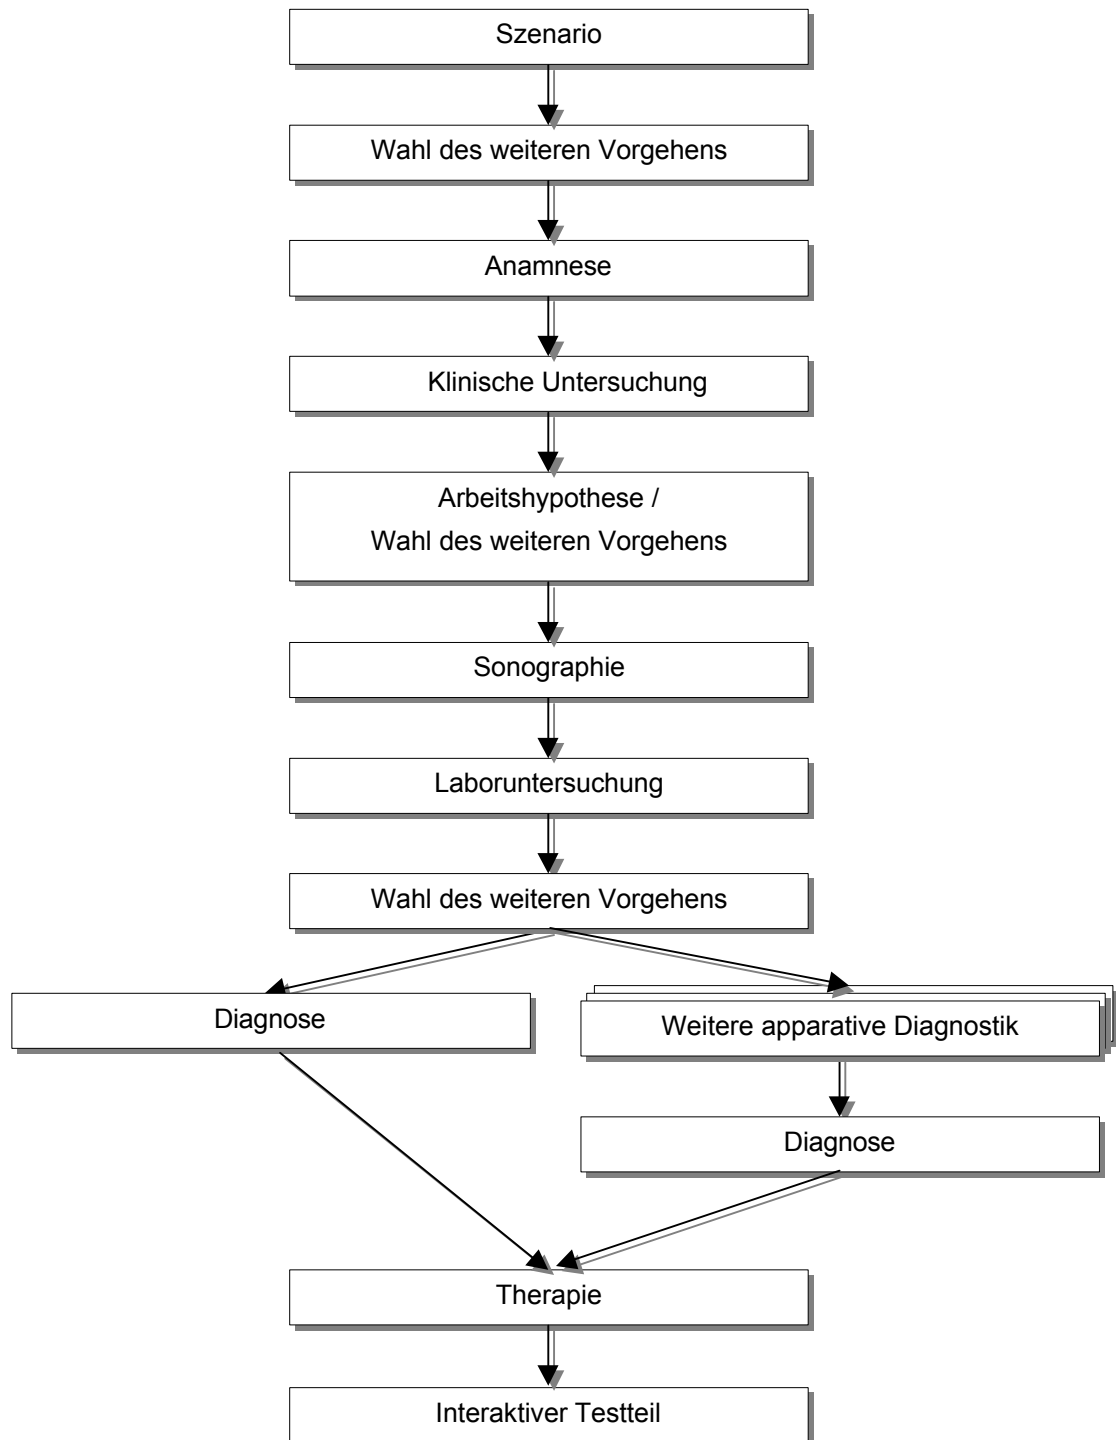 Szenario
Wahl des weiteren Vorgehens
Anamnese
Klinische Untersuchung
Arbeitshypothese /
Wahl des weiteren Vorgehens
Sonographie
Laboruntersuchung
Wahl des weiteren Vorgehens
Diagnose
Weitere apparative Diagnostik
Diagnose
Therapie
Interaktiver Testteil